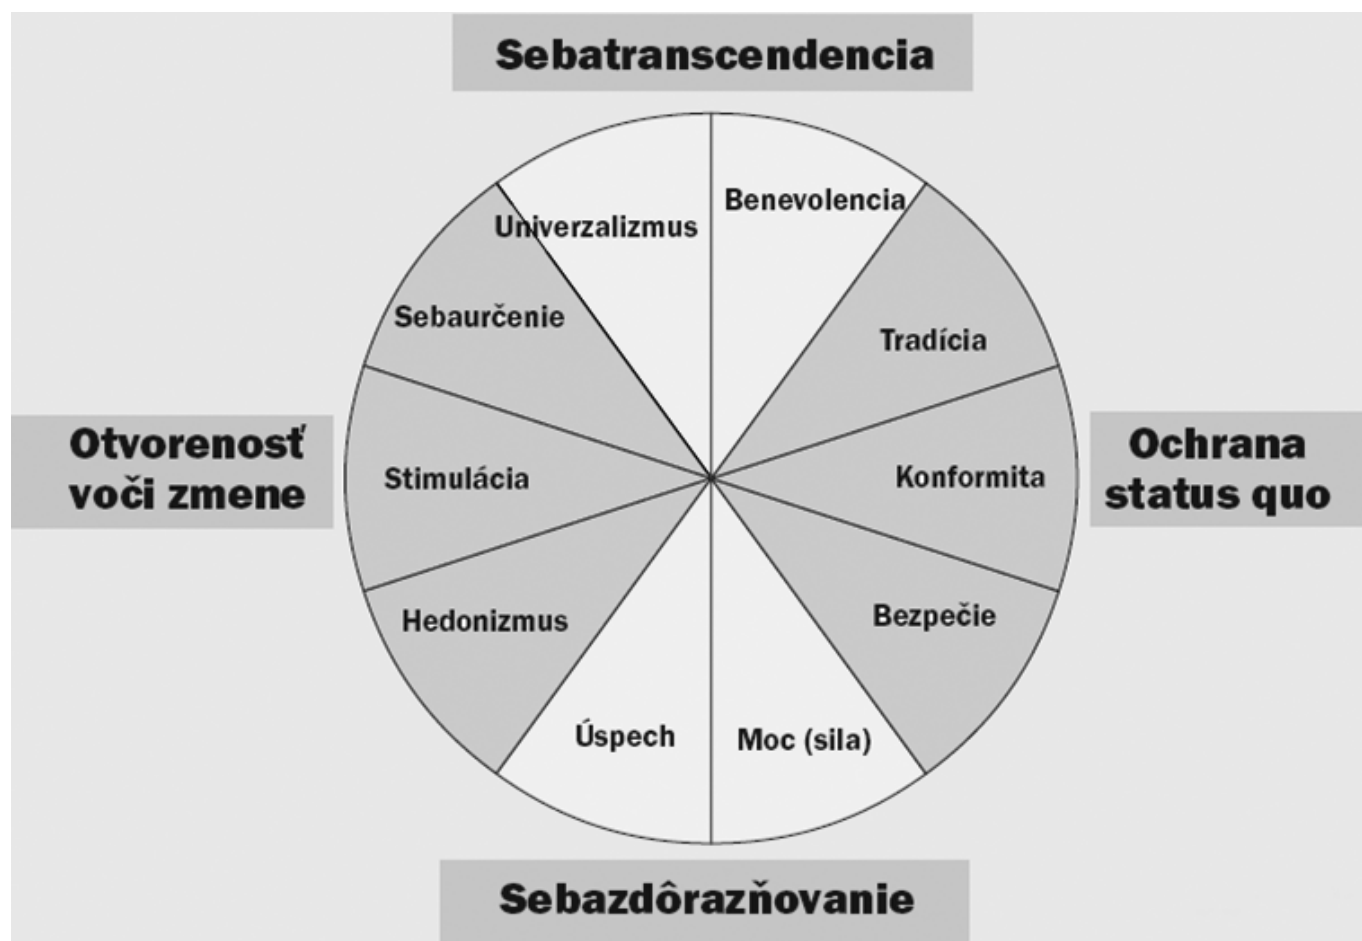 Sebatranscendencia
Benevolencia
Univerzalizmus
Sebaurčenie
Tradícia
Otvorenosť
voči zmene
Stimulácia
Konformita
Ochrana
status quo
Hedonizmus
Bezpečie
Úspech
Moc (sila)
Sebazdôrazňovanie